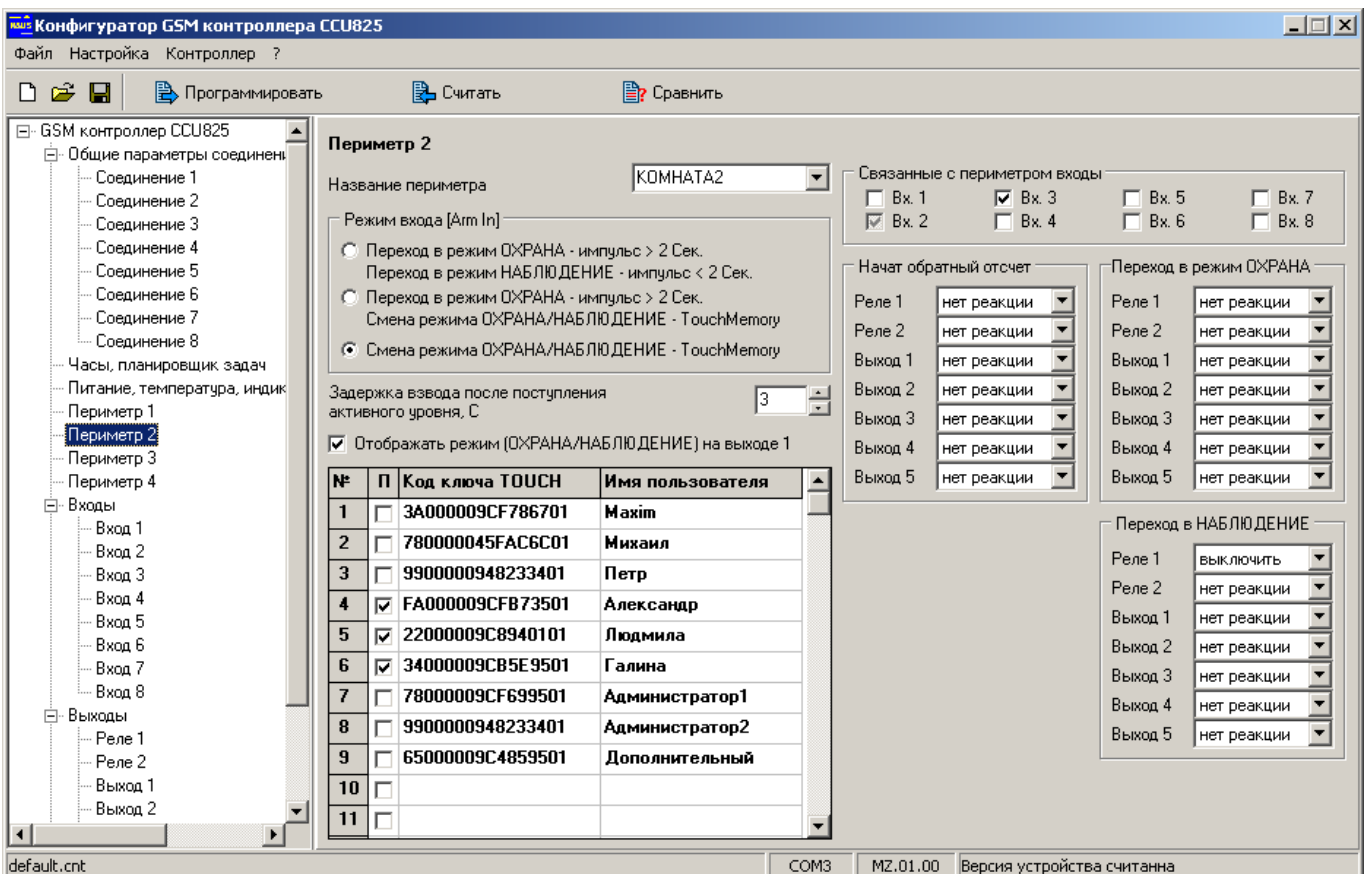 RADIUS Конфигуратор GSM контроллера CCU825
Файл Настройка Контроллер ?
Программировать Считать Сравнить
GSM контроллер CCU825
Общие параметры соединени
Соединение 1
Соединение 2
Соединение 3
Соединение 4
Соединение 5
Соединение 6
Соединение 7
Соединение 8
Часы, планировщик задач
Питание, температура, индик
Периметр 1
Периметр 2
Периметр 3
Периметр 4
Входы
Вход 1
Вход 2
Вход 3
Вход 4
Вход 5
Вход 6
Вход 7
Вход 8
Выходы
Реле 1
Реле 2
Выход 1
Выход 2
Периметр 2
Название периметра КОМНАТА2
Режим входа [Arm In]
Переход в режим ОХРАНА - импульс > 2 Сек.
Переход в режим НАБЛЮДЕНИЕ - импульс < 2 Сек.
Переход в режим ОХРАНА - импульс > 2 Сек.
Смена режима ОХРАНА/НАБЛЮДЕНИЕ - TouchMemory
Смена режима ОХРАНА/НАБЛЮДЕНИЕ - TouchMemory
Задержка взвода после поступления
активного уровня, С 3
Отображать режим (ОХРАНА/НАБЛЮДЕНИЕ) на выходе 1
№ П Код ключа TOUCH Имя пользователя
1 3A000009CF786701 Maxim
2 780000045FAC6C01 Михаил
3 9900000948233401 Петр
4 FA000009CFB73501 Александр
5 22000009C8940101 Людмила
6 34000009CB5E9501 Галина
7 78000009CF699501 Администратор1
8 9900000948233401 Администратор2
9 65000009C4859501 Дополнительный
10
11
Связанные с периметром входы
Вх. 1 Вх. 3 Вх. 5 Вх. 7
Вх. 2 Вх. 4 Вх. 6 Вх. 8
Начат обратный отсчет
Реле 1 нет реакции
Реле 2 нет реакции
Выход 1 нет реакции
Выход 2 нет реакции
Выход 3 нет реакции
Выход 4 нет реакции
Выход 5 нет реакции
Переход в режим ОХРАНА
Реле 1 нет реакции
Реле 2 нет реакции
Выход 1 нет реакции
Выход 2 нет реакции
Выход 3 нет реакции
Выход 4 нет реакции
Выход 5 нет реакции
Переход в НАБЛЮДЕНИЕ
Реле 1 выключить
Реле 2 нет реакции
Выход 1 нет реакции
Выход 2 нет реакции
Выход 3 нет реакции
Выход 4 нет реакции
Выход 5 нет реакции
default.cnt COM3 MZ.01.00 Версия устройства считанна